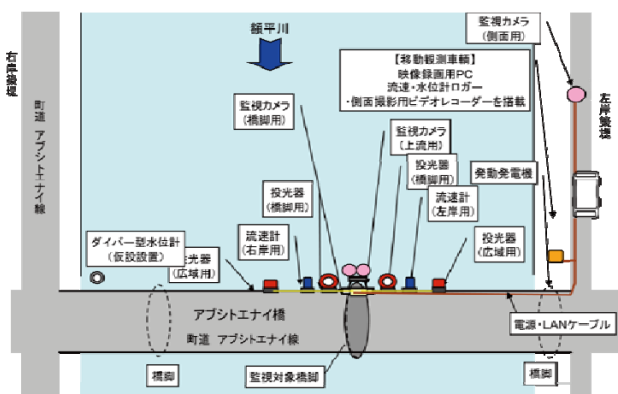 額平川
監視カメラ
(側面用)
【移動観測車輌】
映像録画用PC
流速・水位計ロガー
・側面撮影用ビデオレコーダーを搭載
右岸築堤
左岸築堤
町道 アブシトエナイ線
監視カメラ
(橋脚用)
監視カメラ
(上流用)
投光器
(橋脚用)
発動発電機
投光器
(橋脚用)
流速計
(左岸用)
流速計
(右岸用)
投光器
(広域用)
ダイバー型水位計
(仮設設置)
投光器
(広域用)
アブシトエナイ橋
町道 アブシトエナイ線
電源・LANケーブル
橋脚
監視対象橋脚
橋脚